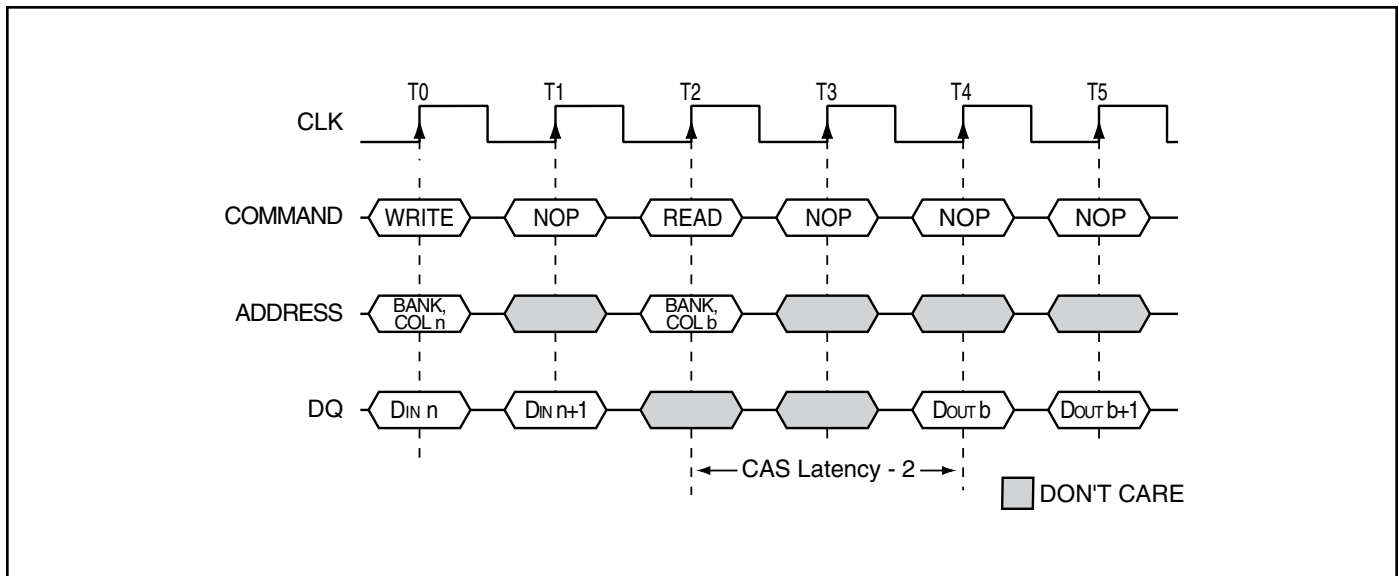 T0 T1 T2 T3 T4 T5
CLK
COMMAND WRITE NOP READ NOP NOP NOP
ADDRESS BANK, COL n BANK, COL b
DQ DIN n DIN n+1 DOUT b DOUT b+1
CAS Latency - 2
DON'T CARE